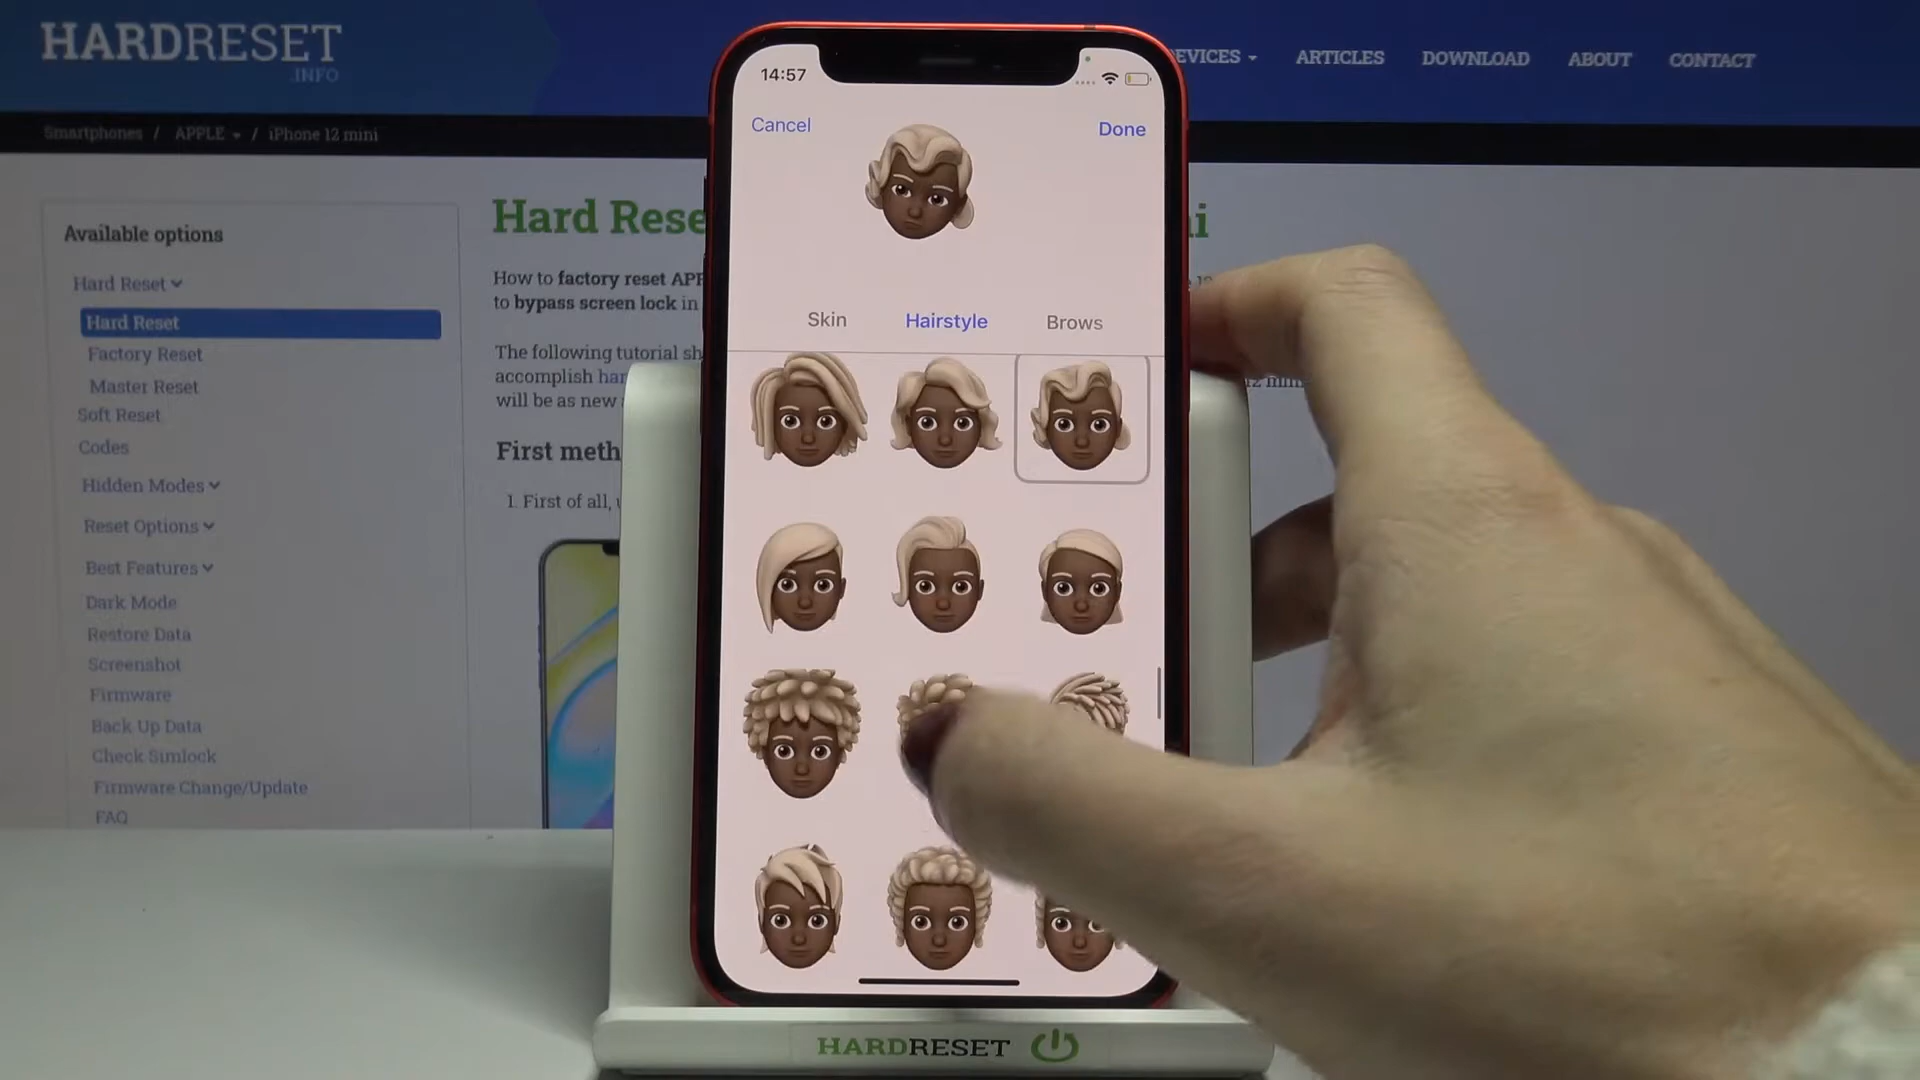 HARDRESET
.INFO
EVICES
ARTICLES
DOWNLOAD
ABOUT
CONTACT
Smartphones / APPLE / iPhone 12 mini
Available options
Hard Reset
Hard Reset
Factory Reset
Master Reset
Soft Reset
Codes
Hidden Modes
Reset Options
Best Features
Dark Mode
Restore Data
Screenshot
Firmware
Back Up Data
Check Simlock
Firmware Change/Update
FAQ
Hard Rese
How to factory reset APP
to bypass screen lock in
The following tutorial sh
accomplish har
will be as new
First meth
1. First of all,
14:57
Cancel
Done
Skin
Hairstyle
Brows
12 mini
HARDRESET